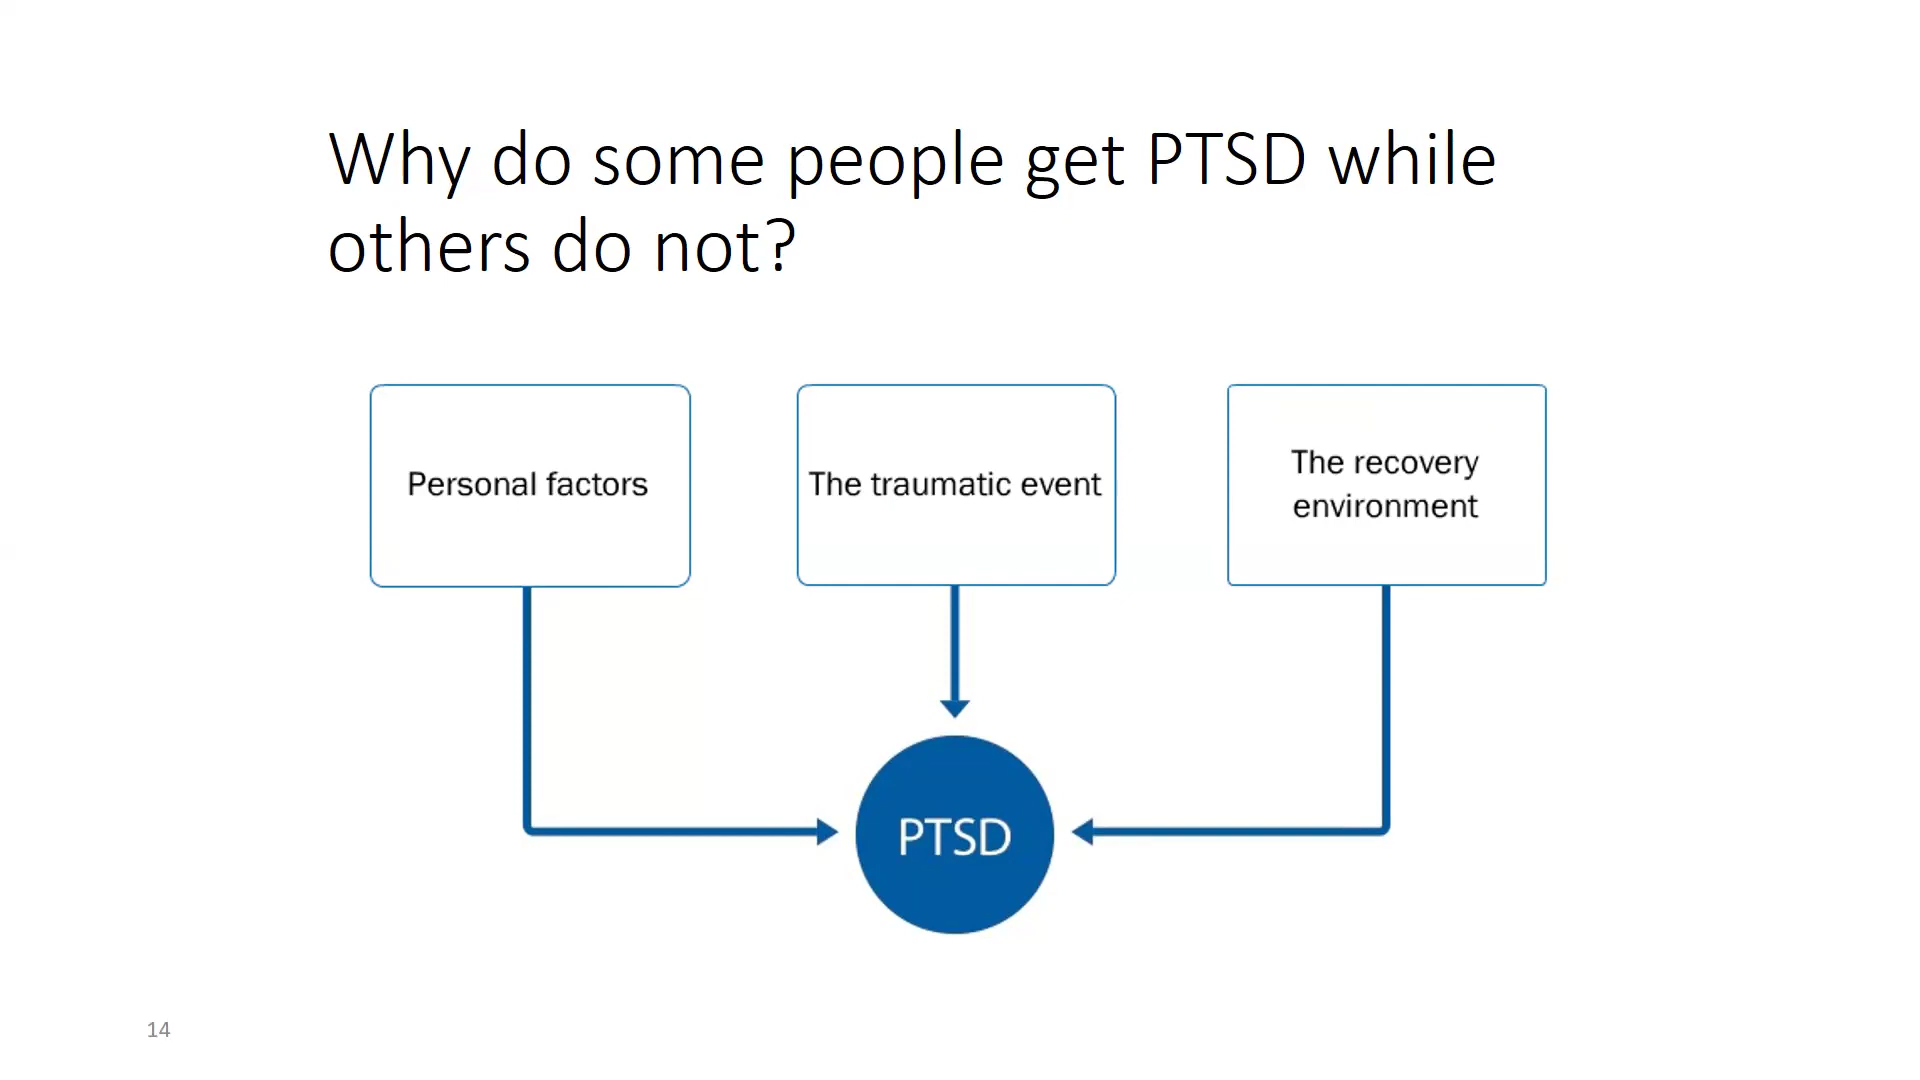 Why do some people get PTSD while
others do not?
Personal factors
The traumatic event
The recovery
environment
PTSD
14